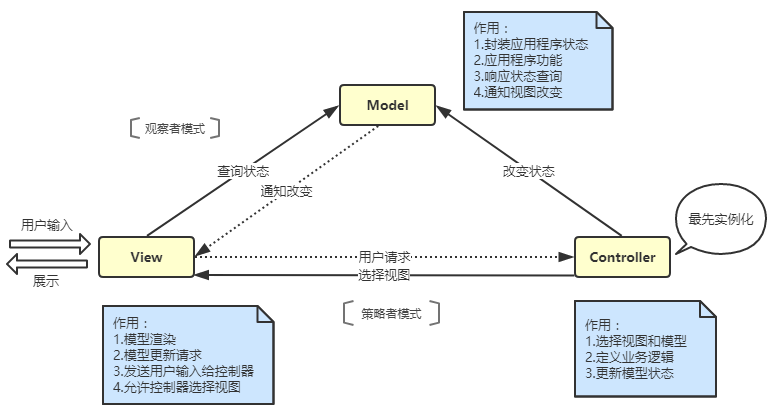 作用：
1.封装应用程序状态
2.应用程序功能
3.响应状态查询
4.通知视图改变
Model
观察者模式
查询状态
通知改变
改变状态
最先实例化
用户输入
展示
View
用户请求
选择视图
Controller
策略者模式
作用：
1.模型渲染
2.模型更新请求
3.发送用户输入给控制器
4.允许控制器选择视图
作用：
1.选择视图和模型
2.定义业务逻辑
3.更新模型状态